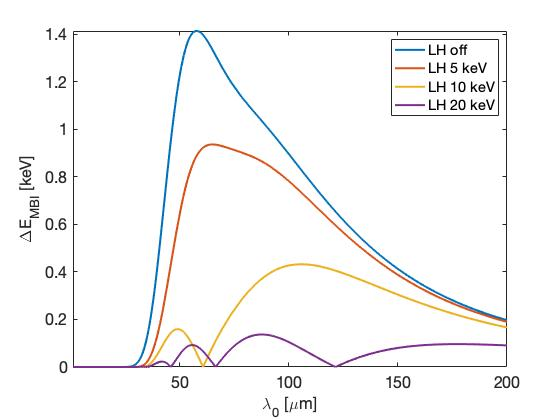 1.4
1.2
1
0.8
0.6
0.4
0.2
0
ΔE_MBI [keV]
LH off
LH 5 keV
LH 10 keV
LH 20 keV
50
100
150
200
λ_0 [μm]